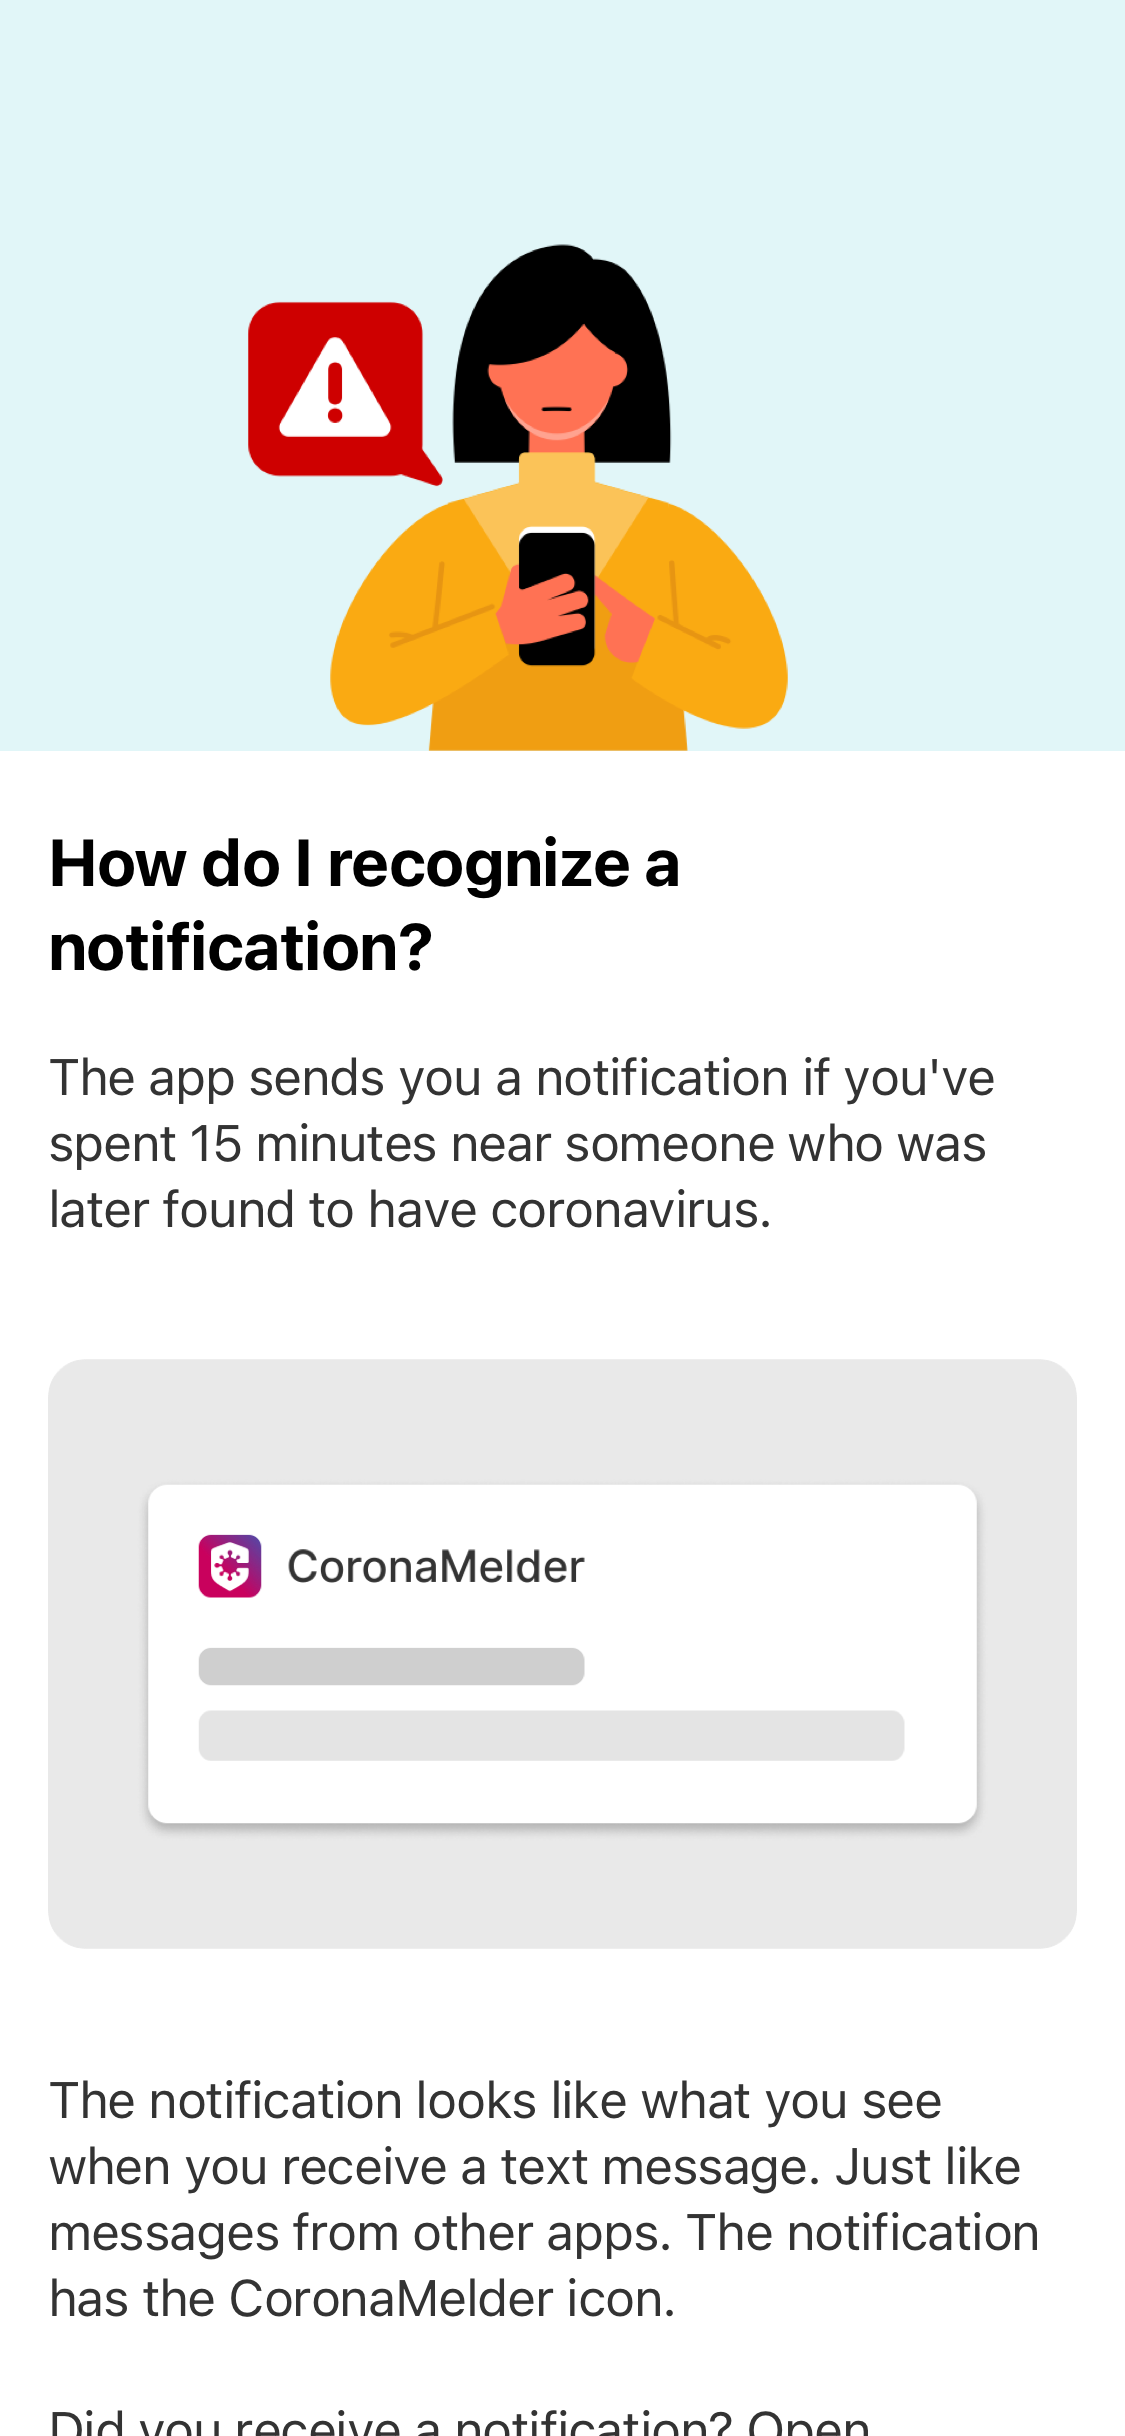 How do I recognize a
notification?
The app sends you a notification if you've
spent 15 minutes near someone who was
later found to have coronavirus.
CoronaMelder
The notification looks like what you see
when you receive a text message. Just like
messages from other apps. The notification
has the CoronaMelder icon.
Did you receive a notification? Open